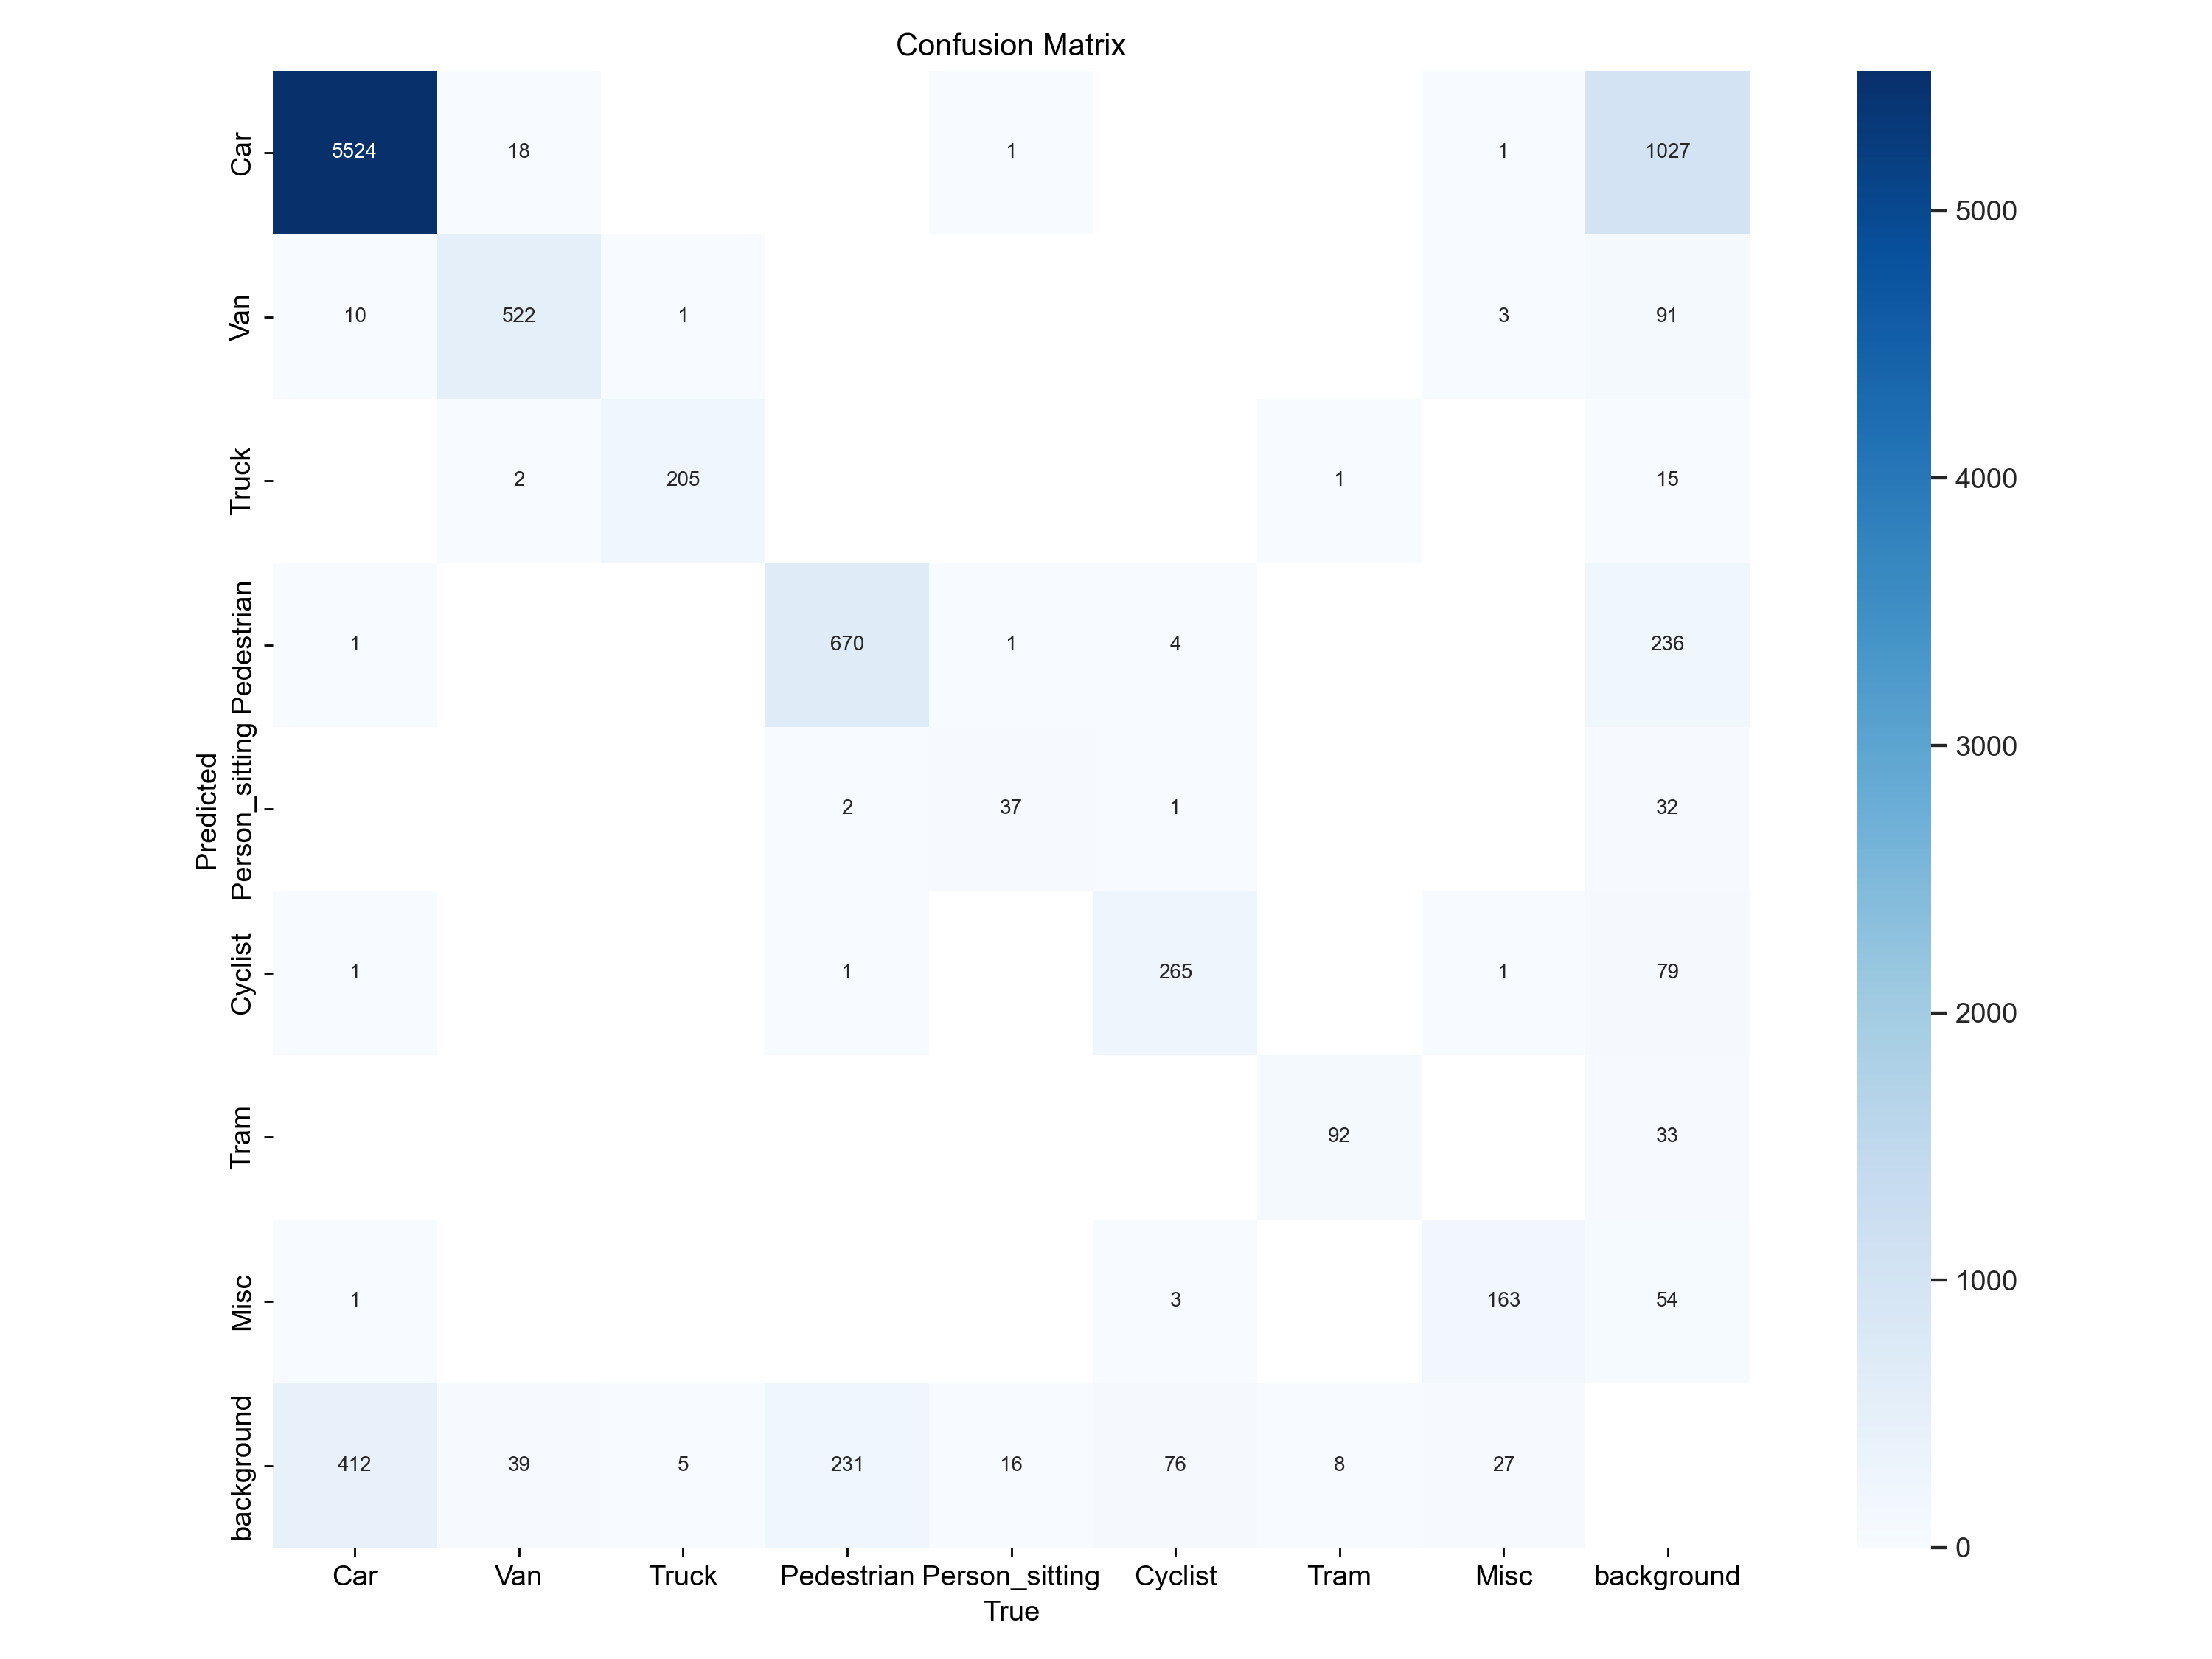 Confusion Matrix
Car 5524 18 1 1 1027
Van 10 522 1 3 91
Truck 2 205 1 15
Pedestrian 1 670 1 4 236
Person_sitting 2 37 1 32
Cyclist 1 1 265 1 79
Tram 92 33
Misc 1 3 163 54
background 412 39 5 231 16 76 8 27
Predicted
Car Van Truck Pedestrian Person_sitting Cyclist Tram Misc background
True
5000
4000
3000
2000
1000
0